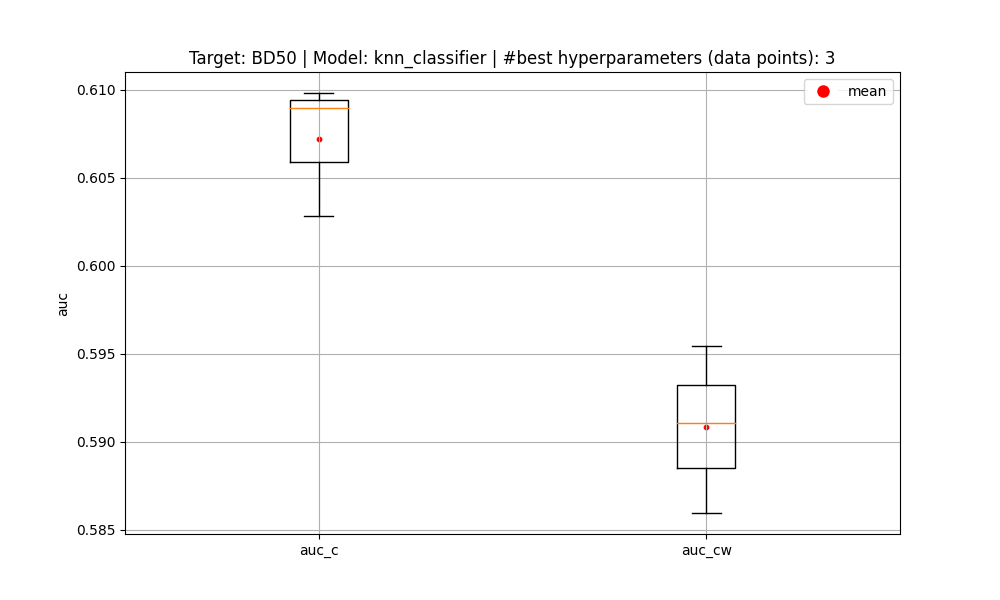 Target: BD50 | Model: knn_classifier | #best hyperparameters (data points): 3
mean
0.610
0.605
0.600
0.595
0.590
0.585
auc
auc_c
auc_cw